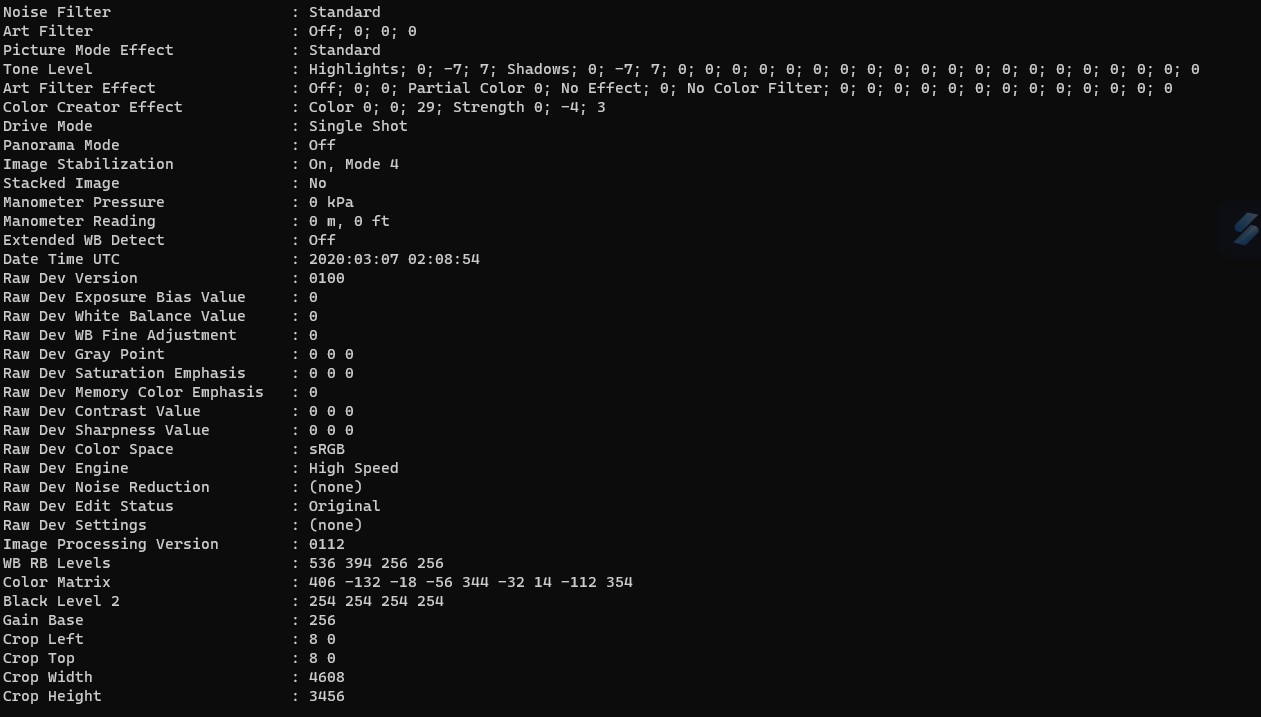 Noise Filter : Standard
Art Filter : Off; 0; 0; 0
Picture Mode Effect : Standard
Tone Level : Highlights; 0; -7; 7; Shadows; 0; -7; 7; 0; 0; 0; 0; 0; 0; 0; 0; 0; 0; 0; 0; 0; 0; 0; 0; 0; 0; 0; 0
Art Filter Effect : Off; 0; 0; Partial Color 0; No Effect; 0; No Color Filter; 0; 0; 0; 0; 0; 0; 0; 0; 0; 0; 0; 0; 0
Color Creator Effect : Color 0; 0; 29; Strength 0; -4; 3
Drive Mode : Single Shot
Panorama Mode : Off
Image Stabilization : On, Mode 4
Stacked Image : No
Manometer Pressure : 0 kPa
Manometer Reading : 0 m, 0 ft
Extended WB Detect : Off
Date Time UTC : 2020:03:07 02:08:54
Raw Dev Version : 0100
Raw Dev Exposure Bias Value : 0
Raw Dev White Balance Value : 0
Raw Dev WB Fine Adjustment : 0
Raw Dev Gray Point : 0 0 0
Raw Dev Saturation Emphasis : 0 0 0
Raw Dev Memory Color Emphasis : 0
Raw Dev Contrast Value : 0 0 0
Raw Dev Sharpness Value : 0 0 0
Raw Dev Color Space : sRGB
Raw Dev Engine : High Speed
Raw Dev Noise Reduction : (none)
Raw Dev Edit Status : Original
Raw Dev Settings : (none)
Image Processing Version : 0112
WB RB Levels : 536 394 256 256
Color Matrix : 406 -132 -18 -56 344 -32 14 -112 354
Black Level 2 : 254 254 254 254
Gain Base : 256
Crop Left : 8 0
Crop Top : 8 0
Crop Width : 4608
Crop Height : 3456